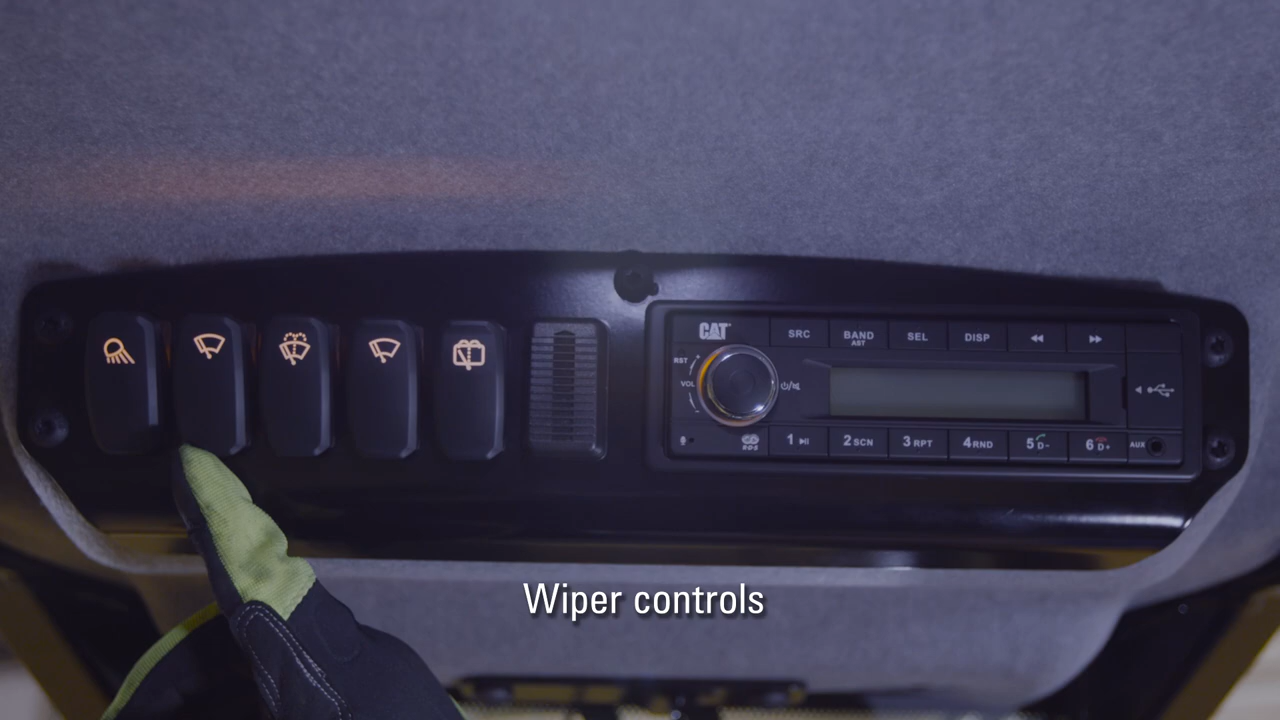 CAT
SRC
BAND
AST
SEL
DISP
RST
VOL
RDS
1
2 SCN
3 RPT
4 RND
5 D-
6 D+
AUX
Wiper controls